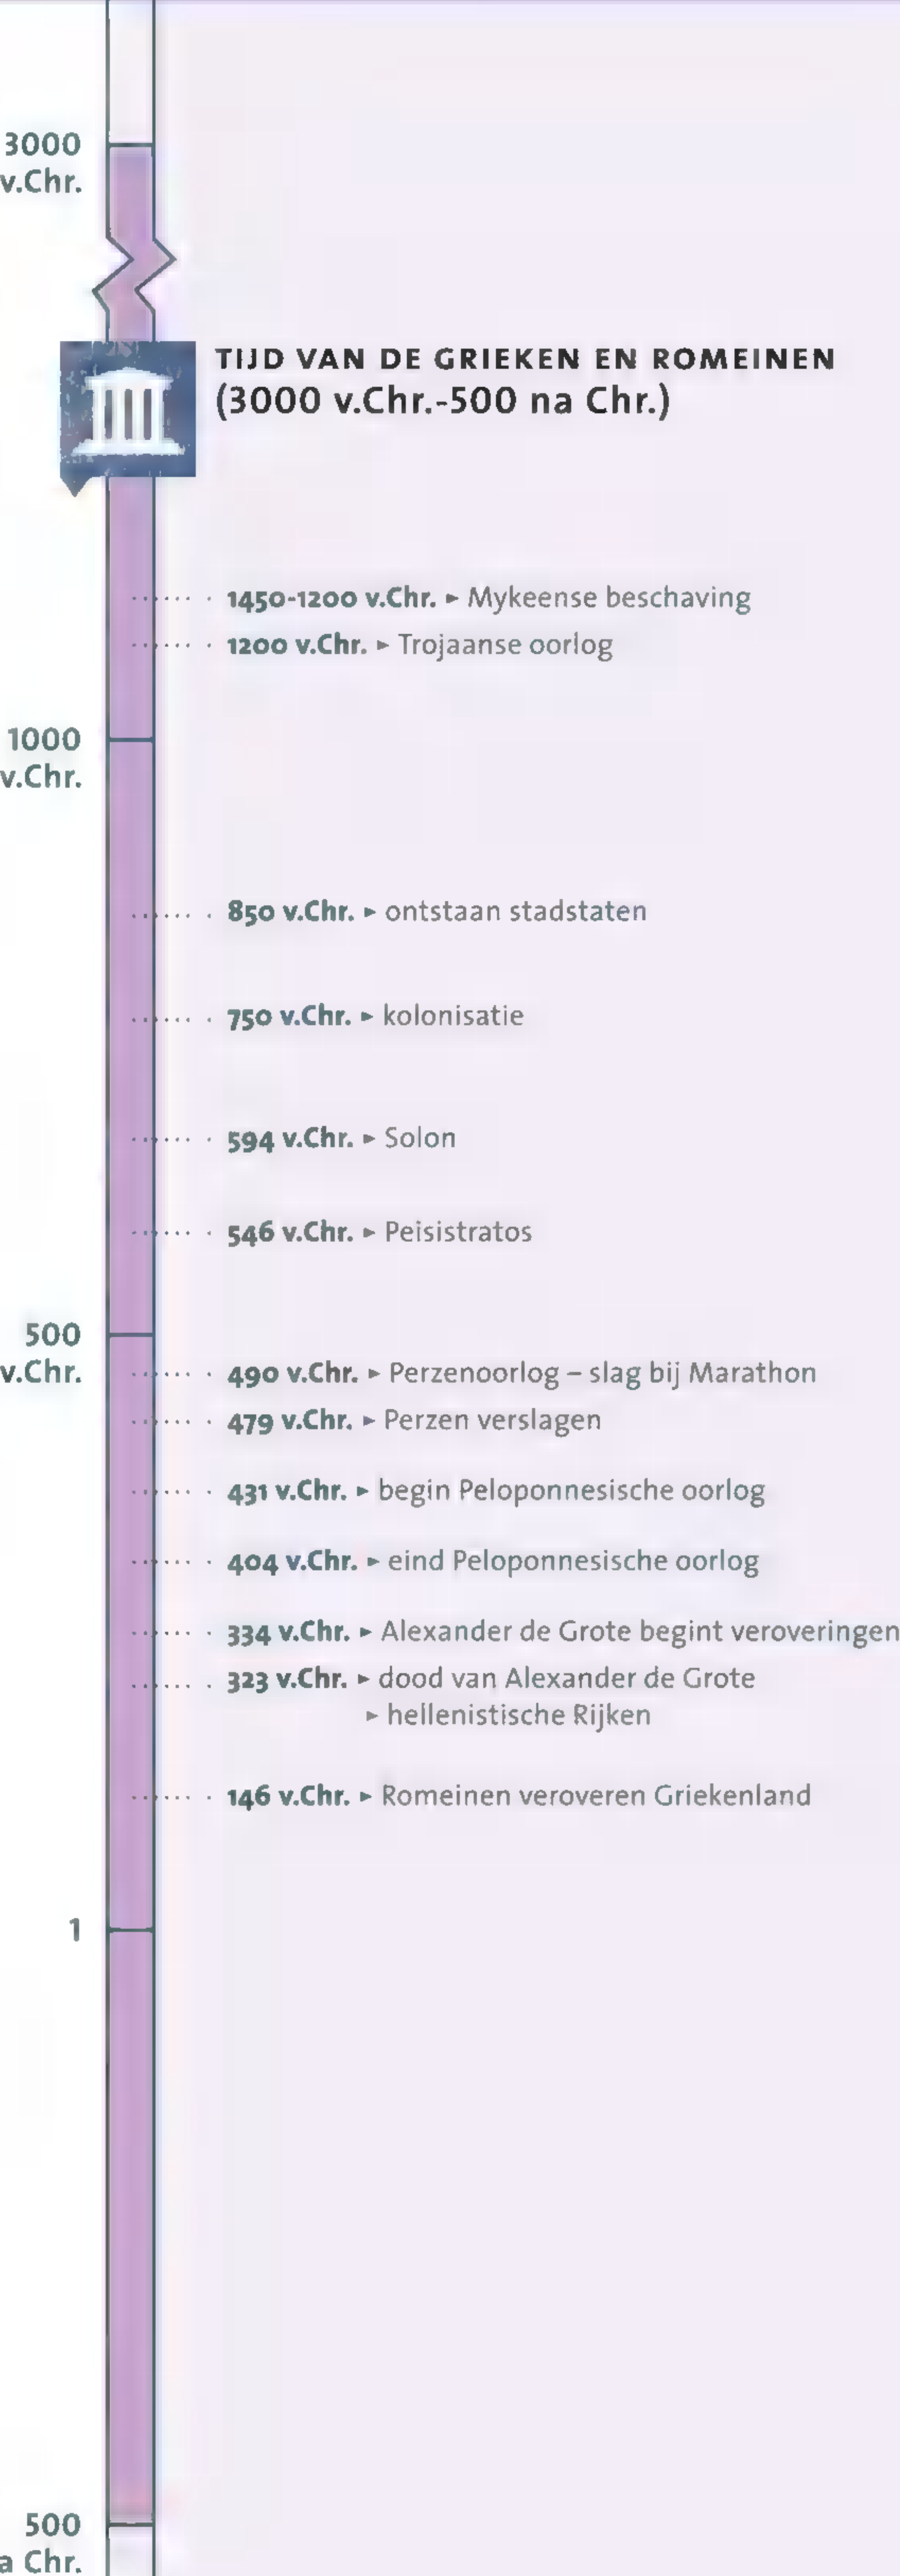 3000
v.Chr.
TIJD VAN DE GRIEKEN EN ROMEINEN
(3000 v.Chr.-500 na Chr.)
1450-1200 v.Chr. ► Mykeense beschaving
1200 v.Chr. ► Trojaanse oorlog
1000
v.Chr.
850 v.Chr. ► ontstaan stadstaten
750 v.Chr. ► kolonisatie
594 v.Chr. ► Solon
546 v.Chr. ► Peisistratos
500
v.Chr.
490 v.Chr. ► Perzenoorlog – slag bij Marathon
479 v.Chr. ► Perzen verslagen
431 v.Chr. ► begin Peloponnesische oorlog
404 v.Chr. ► eind Peloponnesische oorlog
334 v.Chr. ► Alexander de Grote begint veroveringen
323 v.Chr. ► dood van Alexander de Grote
► hellenistische Rijken
146 v.Chr. ► Romeinen veroveren Griekenland
1
500
a Chr.